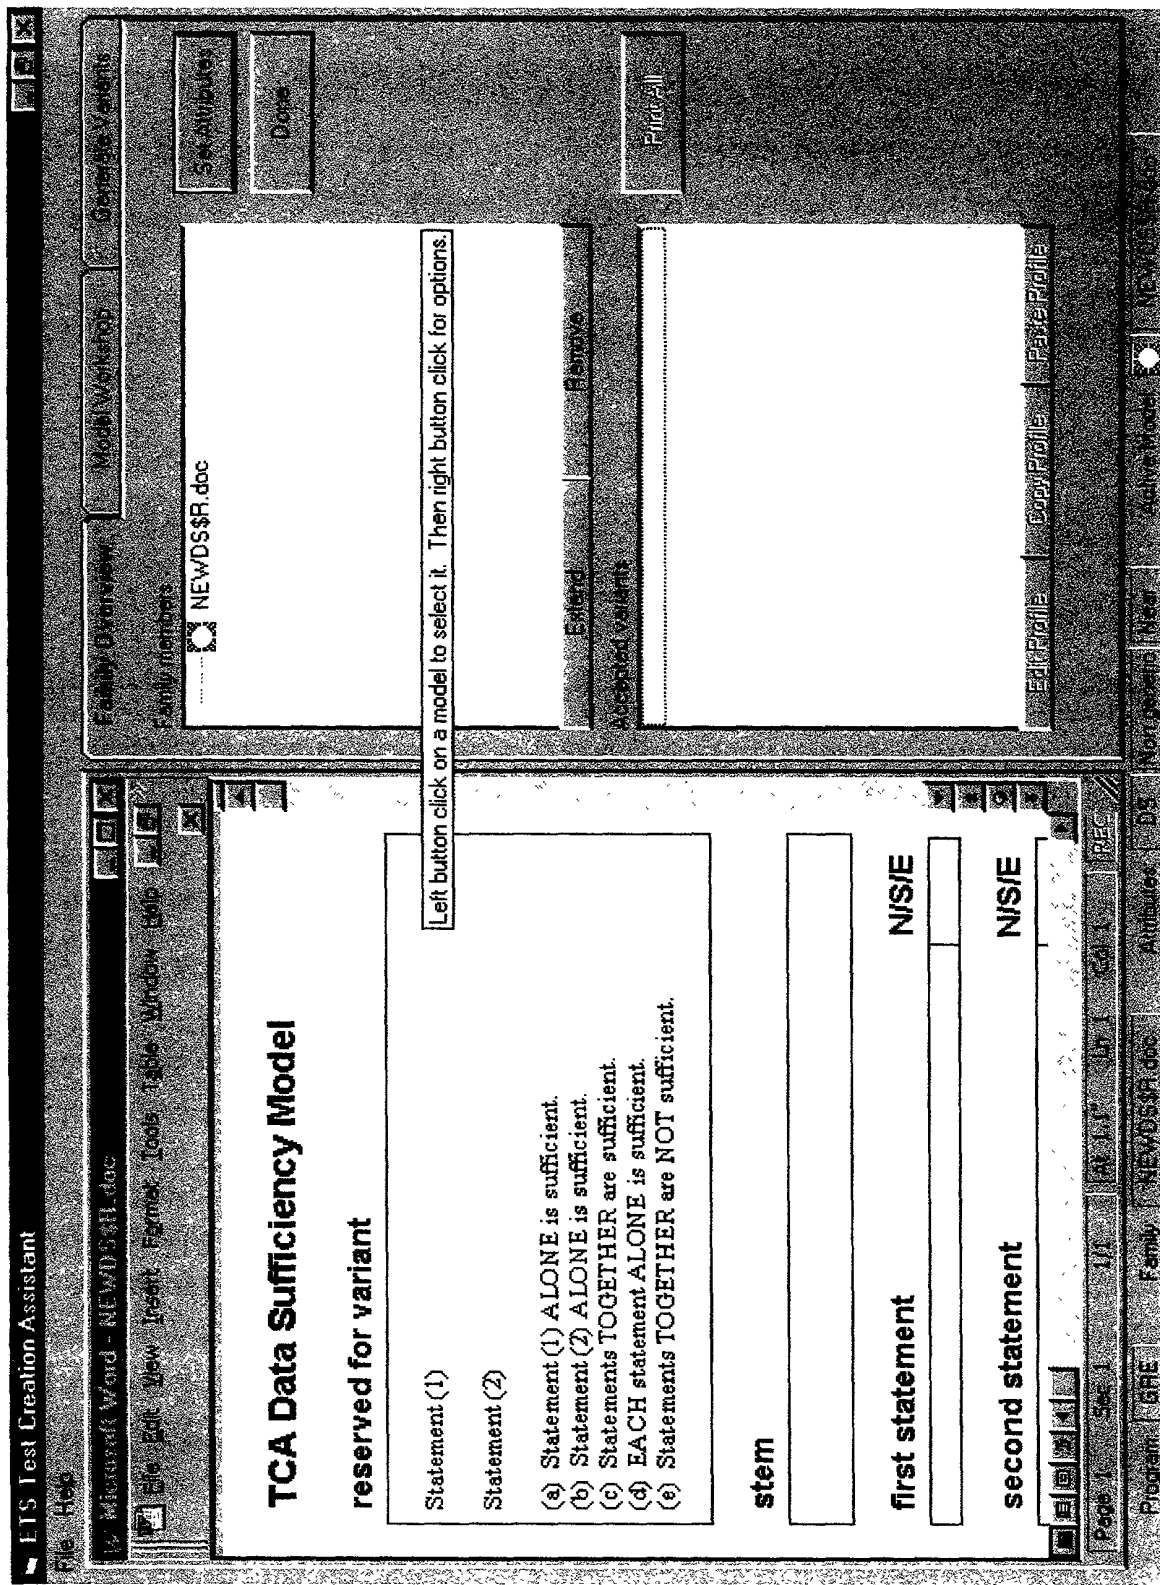 ETS Test Creation Assistant
File Help
Microsoft Word - NEWDS$R.doc
File Edit View Insert Format Tools Table Window Help
TCA Data Sufficiency Model
reserved for variant
Statement (1)
Statement (2)
(a) Statement (1) ALONE is sufficient.
(b) Statement (2) ALONE is sufficient.
(c) Statements TOGETHER are sufficient.
(d) EACH statement ALONE is sufficient.
(e) Statements TOGETHER are NOT sufficient.
stem
first statement N/S/E
second statement N/S/E
Page 1 Sec 1 1/1 At 1.1" Ln 1 Col 1 REC
Family Overview Model Workshop Generate Variants
Family members
NEWDS$R.doc
Set Attributes
Done
Left button click on a model to select it. Then right button click for options.
Extend Remove
Accepted variants
Print All
Edit Profile Copy Profile Paste Profile
Program GRE Family NEWDS$R.doc Attributes DS Non generic Near Active Model